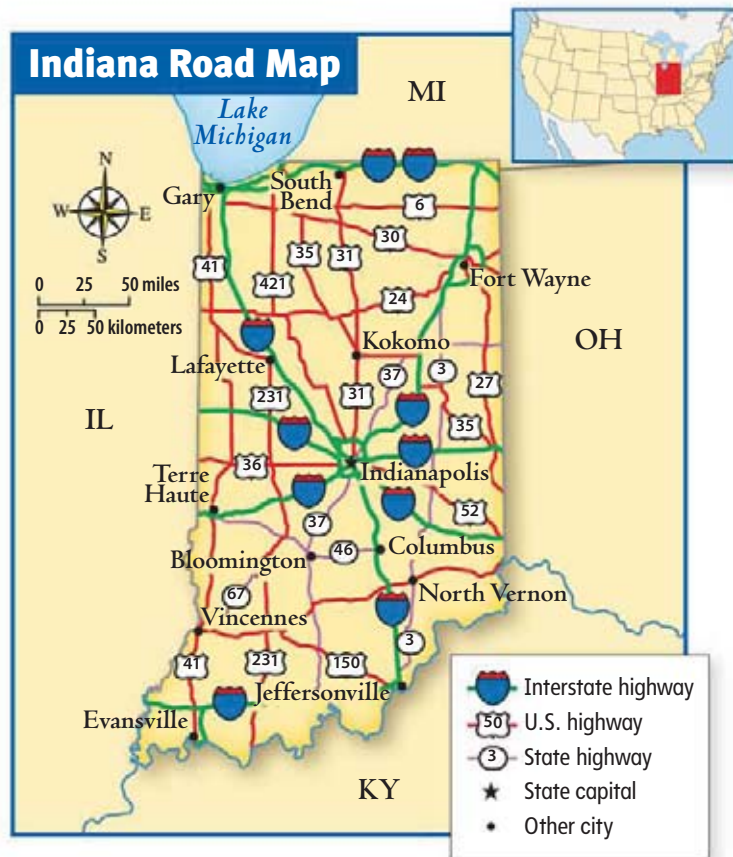 Indiana Road Map
MI
Lake
Michigan
N
W
E
S
Gary
South
Bend
6
30
35
31
41
421
Fort Wayne
0 25 50 miles
0 25 50 kilometers
24
OH
Kokomo
Lafayette
37
3
27
231
31
35
IL
36
Indianapolis
Terre
Haute
52
37
46
Columbus
Bloomington
67
North Vernon
Vincennes
3
41
231
150
Jeffersonville
Evansville
KY
Interstate highway
50 U.S. highway
3 State highway
State capital
Other city